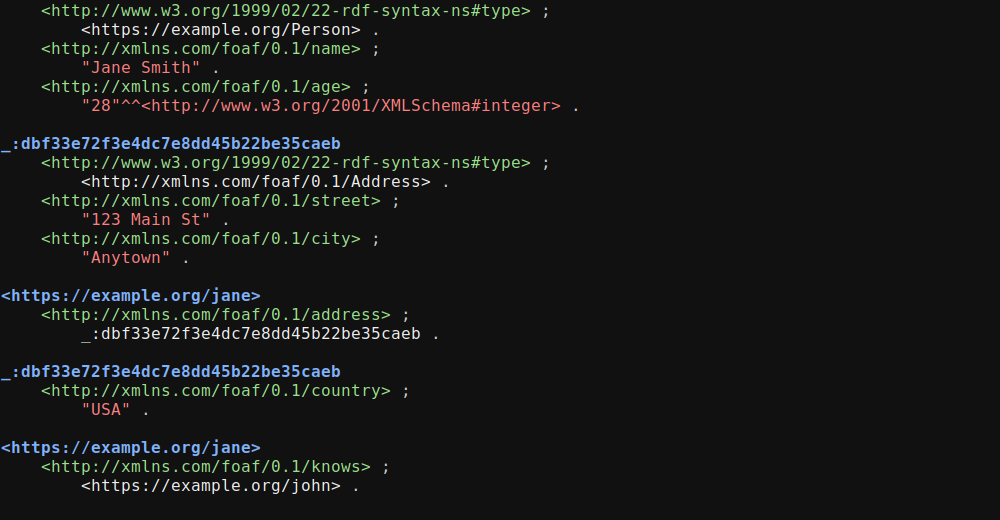 <http://www.w3.org/1999/02/22-rdf-syntax-ns#type> ;
<https://example.org/Person> .
<http://xmlns.com/foaf/0.1/name> ;
"Jane Smith" .
<http://xmlns.com/foaf/0.1/age> ;
"28"^^<http://www.w3.org/2001/XMLSchema#integer> .
_:dbf33e72f3e4dc7e8dd45b22be35caeb
<http://www.w3.org/1999/02/22-rdf-syntax-ns#type> ;
<http://xmlns.com/foaf/0.1/Address> .
<http://xmlns.com/foaf/0.1/street> ;
"123 Main St" .
<http://xmlns.com/foaf/0.1/city> ;
"Anytown" .
<https://example.org/jane>
<http://xmlns.com/foaf/0.1/address> ;
_:dbf33e72f3e4dc7e8dd45b22be35caeb .
_:dbf33e72f3e4dc7e8dd45b22be35caeb
<http://xmlns.com/foaf/0.1/country> ;
"USA" .
<https://example.org/jane>
<http://xmlns.com/foaf/0.1/knows> ;
<https://example.org/john> .